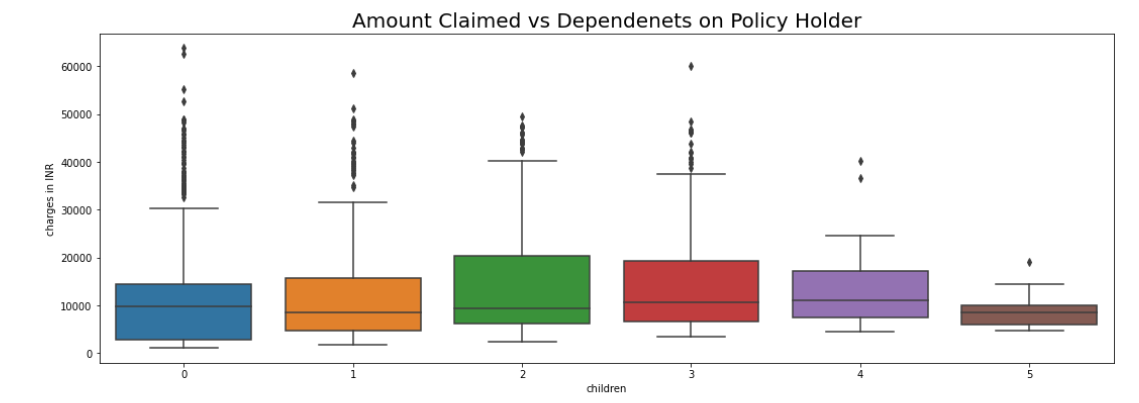 Amount Claimed vs Dependenets on Policy Holder
60000
50000
40000
30000
20000
10000
0
charges in INR
0 1 2 3 4 5
children